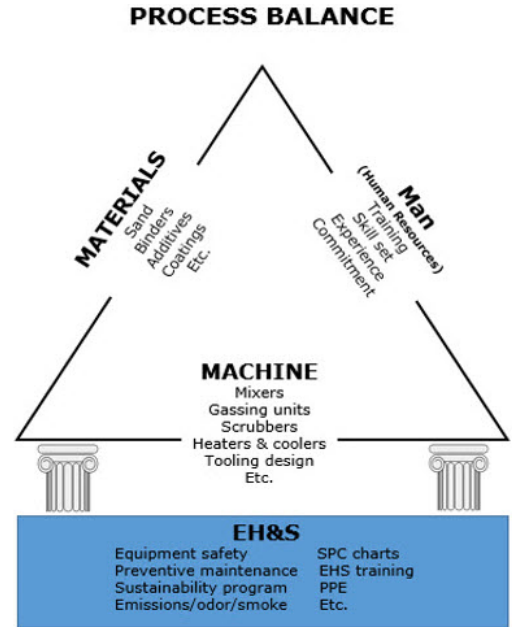 PROCESS BALANCE
MATERIALS
Sand
Binders
Additives
Coatings
Etc.
Man
(Human Resources)
Training
Skill set
Experience
Commitment
MACHINE
Mixers
Gassing units
Scrubbers
Heaters & coolers
Tooling design
Etc.
EH&S
Equipment safety
Preventive maintenance
Sustainability program
Emissions/odor/smoke
SPC charts
EHS training
PPE
Etc.